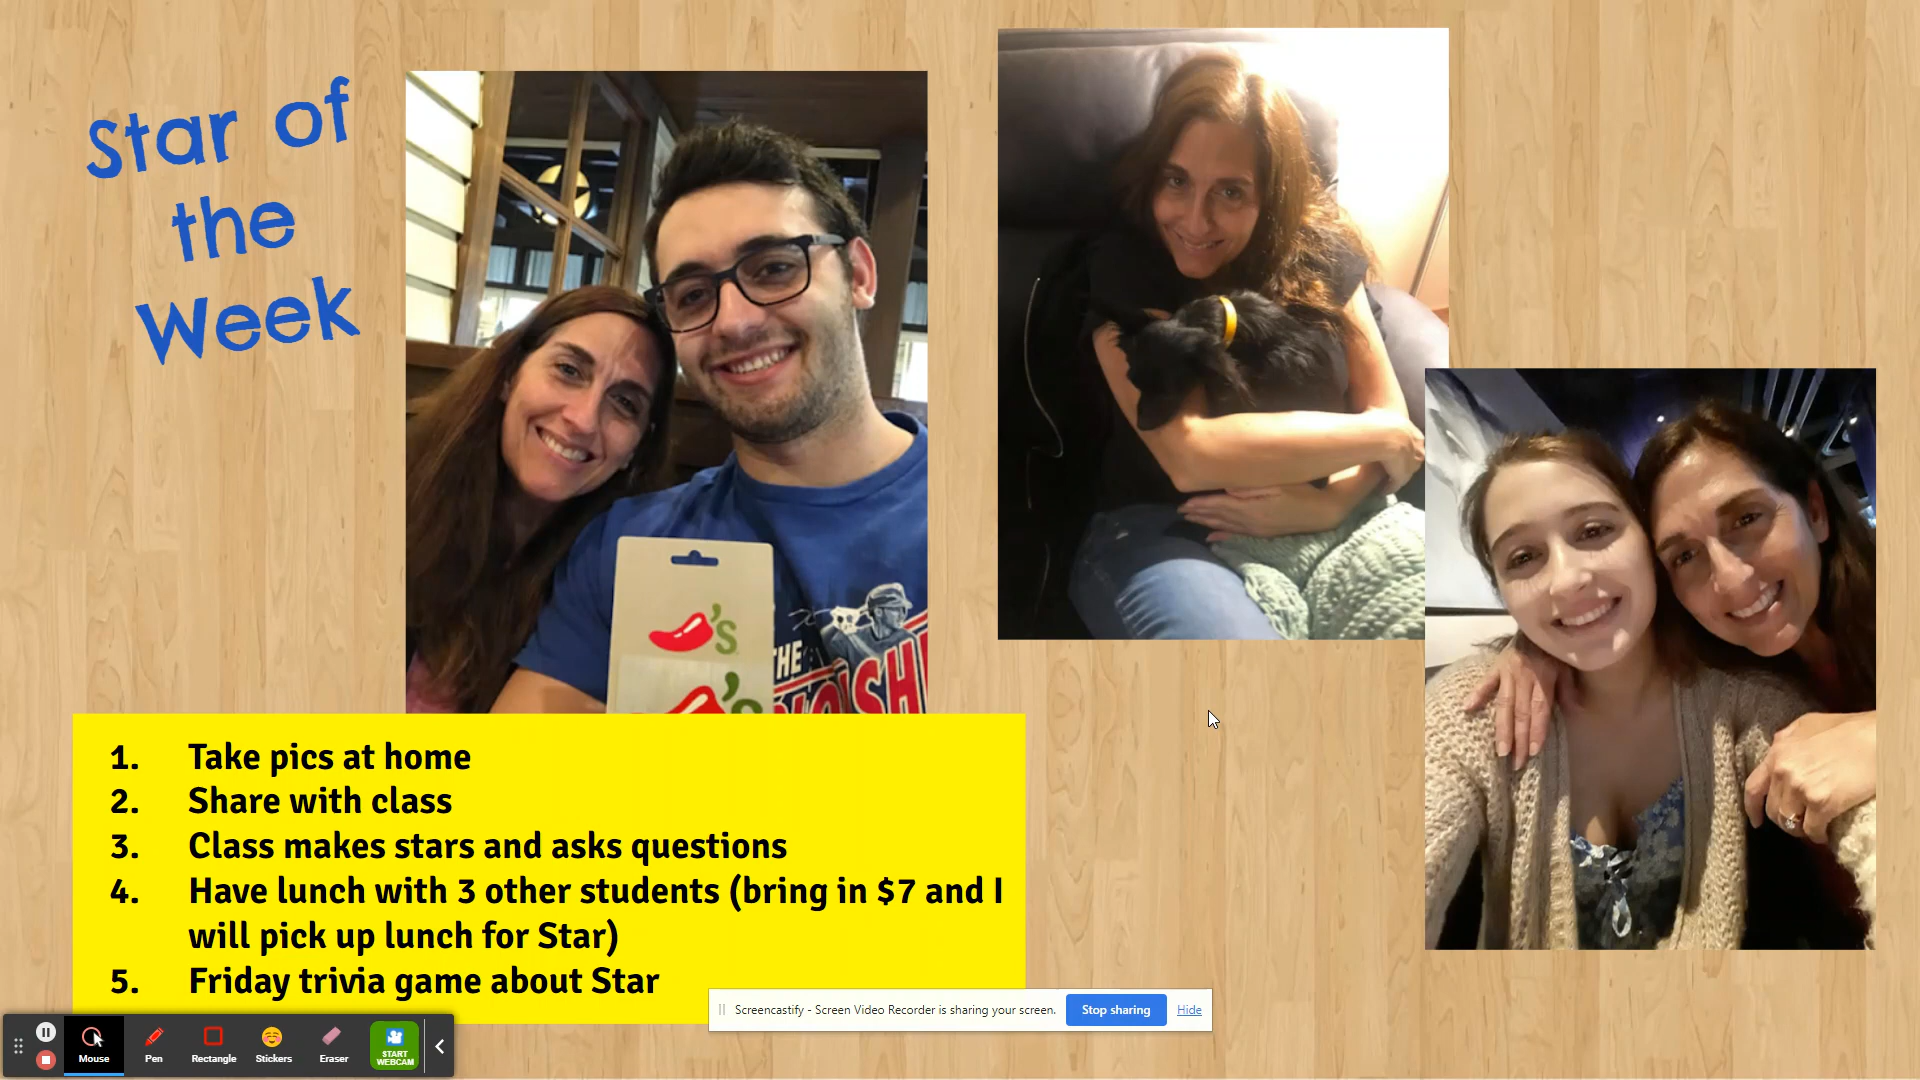 Star of
the
Week
'S
'S
THE
1. Take pics at home
2. Share with class
3. Class makes stars and asks questions
4. Have lunch with 3 other students (bring in $7 and I
will pick up lunch for Star)
5. Friday trivia game about Star
Screencastify - Screen Video Recorder is sharing your screen. Stop sharing Hide
Mouse Pen Rectangle Stickers Eraser START
WEBCAM